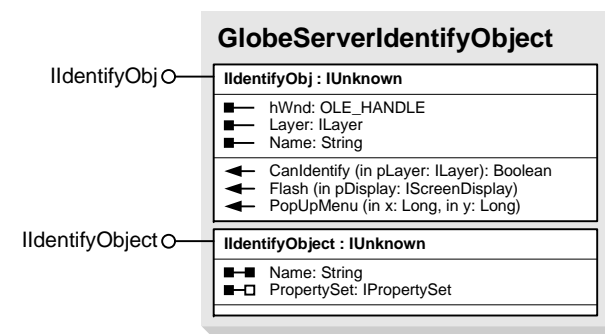 GlobeServerIdentifyObject
IIdentifyObj
IIdentifyObj : IUnknown
hWnd: OLE_HANDLE
Layer: ILayer
Name: String
CanIdentify (in pLayer: ILayer): Boolean
Flash (in pDisplay: IScreenDisplay)
PopUpMenu (in x: Long, in y: Long)
IIdentifyObject
IIdentifyObject : IUnknown
Name: String
PropertySet: IPropertySet